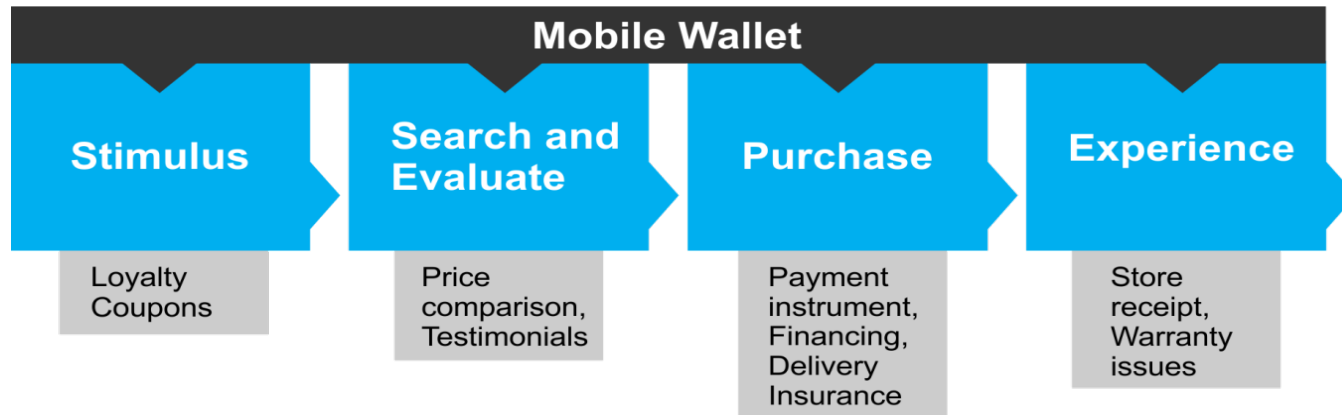 Mobile Wallet
Stimulus
Search and
Evaluate
Purchase
Experience
Loyalty
Coupons
Price
comparison,
Testimonials
Payment
instrument,
Financing,
Delivery
Insurance
Store
receipt,
Warranty
issues